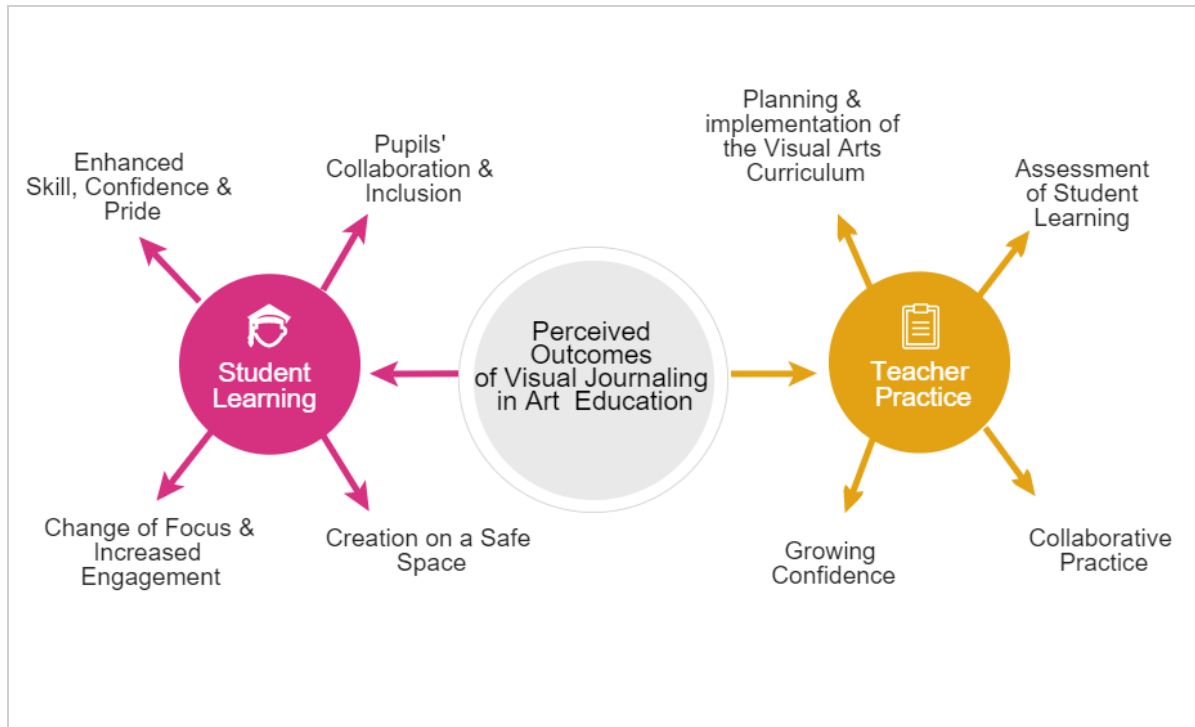 Enhanced
Skill, Confidence &
Pride
Pupils'
Collaboration &
Inclusion
Student
Learning
Change of Focus &
Increased
Engagement
Creation on a Safe
Space
Perceived
Outcomes
of Visual Journaling
in Art  Education
Planning &
implementation of
the Visual Arts
Curriculum
Assessment
of Student
Learning
Teacher
Practice
Growing
Confidence
Collaborative
Practice